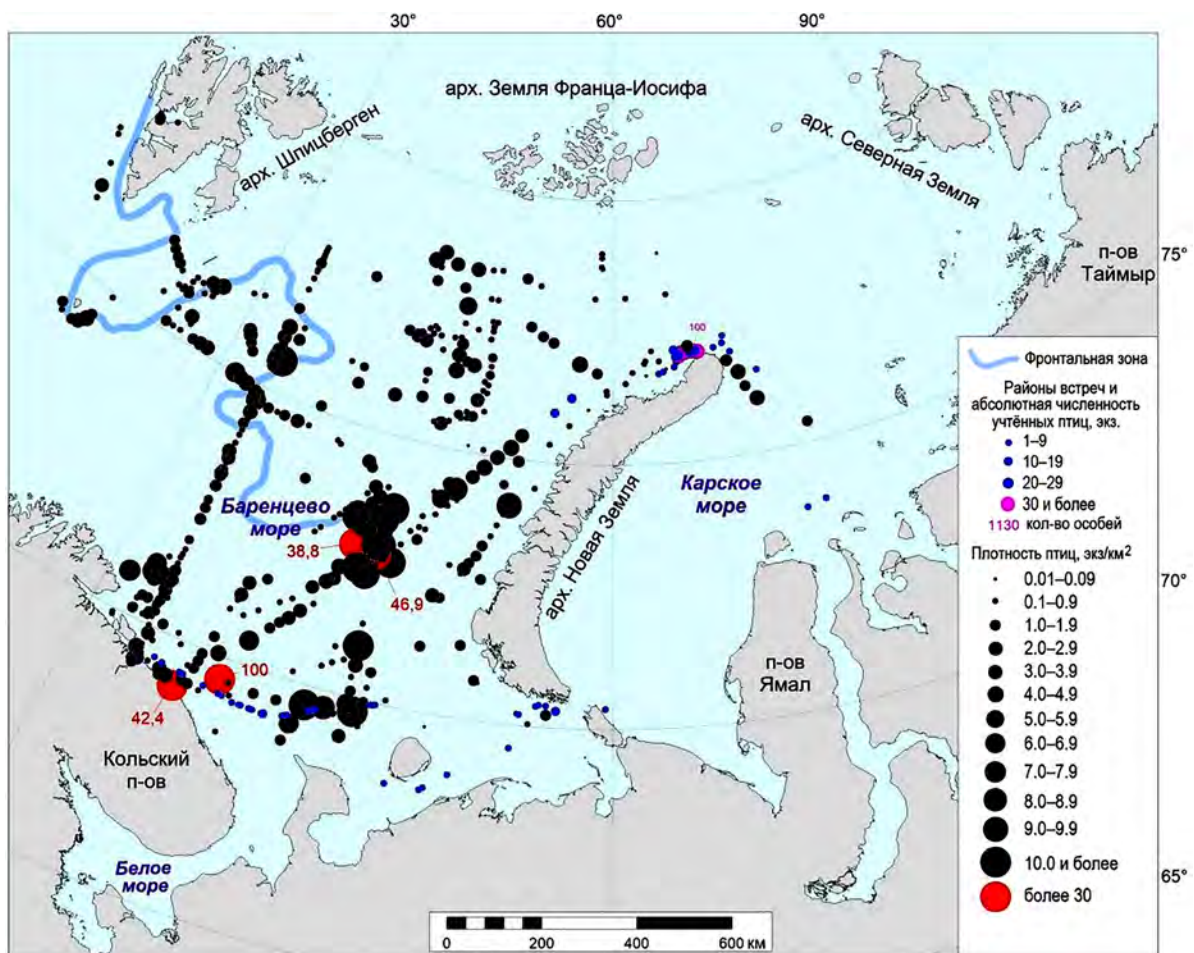 30°
60°
90°
арх. Земля Франца-Иосифа
арх. Шпицберген
арх. Северная Земля
75°
п-ов
Таймыр
100
Баренцево
море
Карское
море
арх. Новая Земля
38,8
46,9
100
42,4
70°
п-ов
Ямал
Кольский
п-ов
Белое
море
65°
0 200 400 600 км
Фронтальная зона
Районы встреч и
абсолютная численность
учтённых птиц, экз.
1–9
10–19
20–29
30 и более
1130 кол-во особей
Плотность птиц, экз/км²
0.01–0.09
0.1–0.9
1.0–1.9
2.0–2.9
3.0–3.9
4.0–4.9
5.0–5.9
6.0–6.9
7.0–7.9
8.0–8.9
9.0–9.9
10.0 и более
более 30